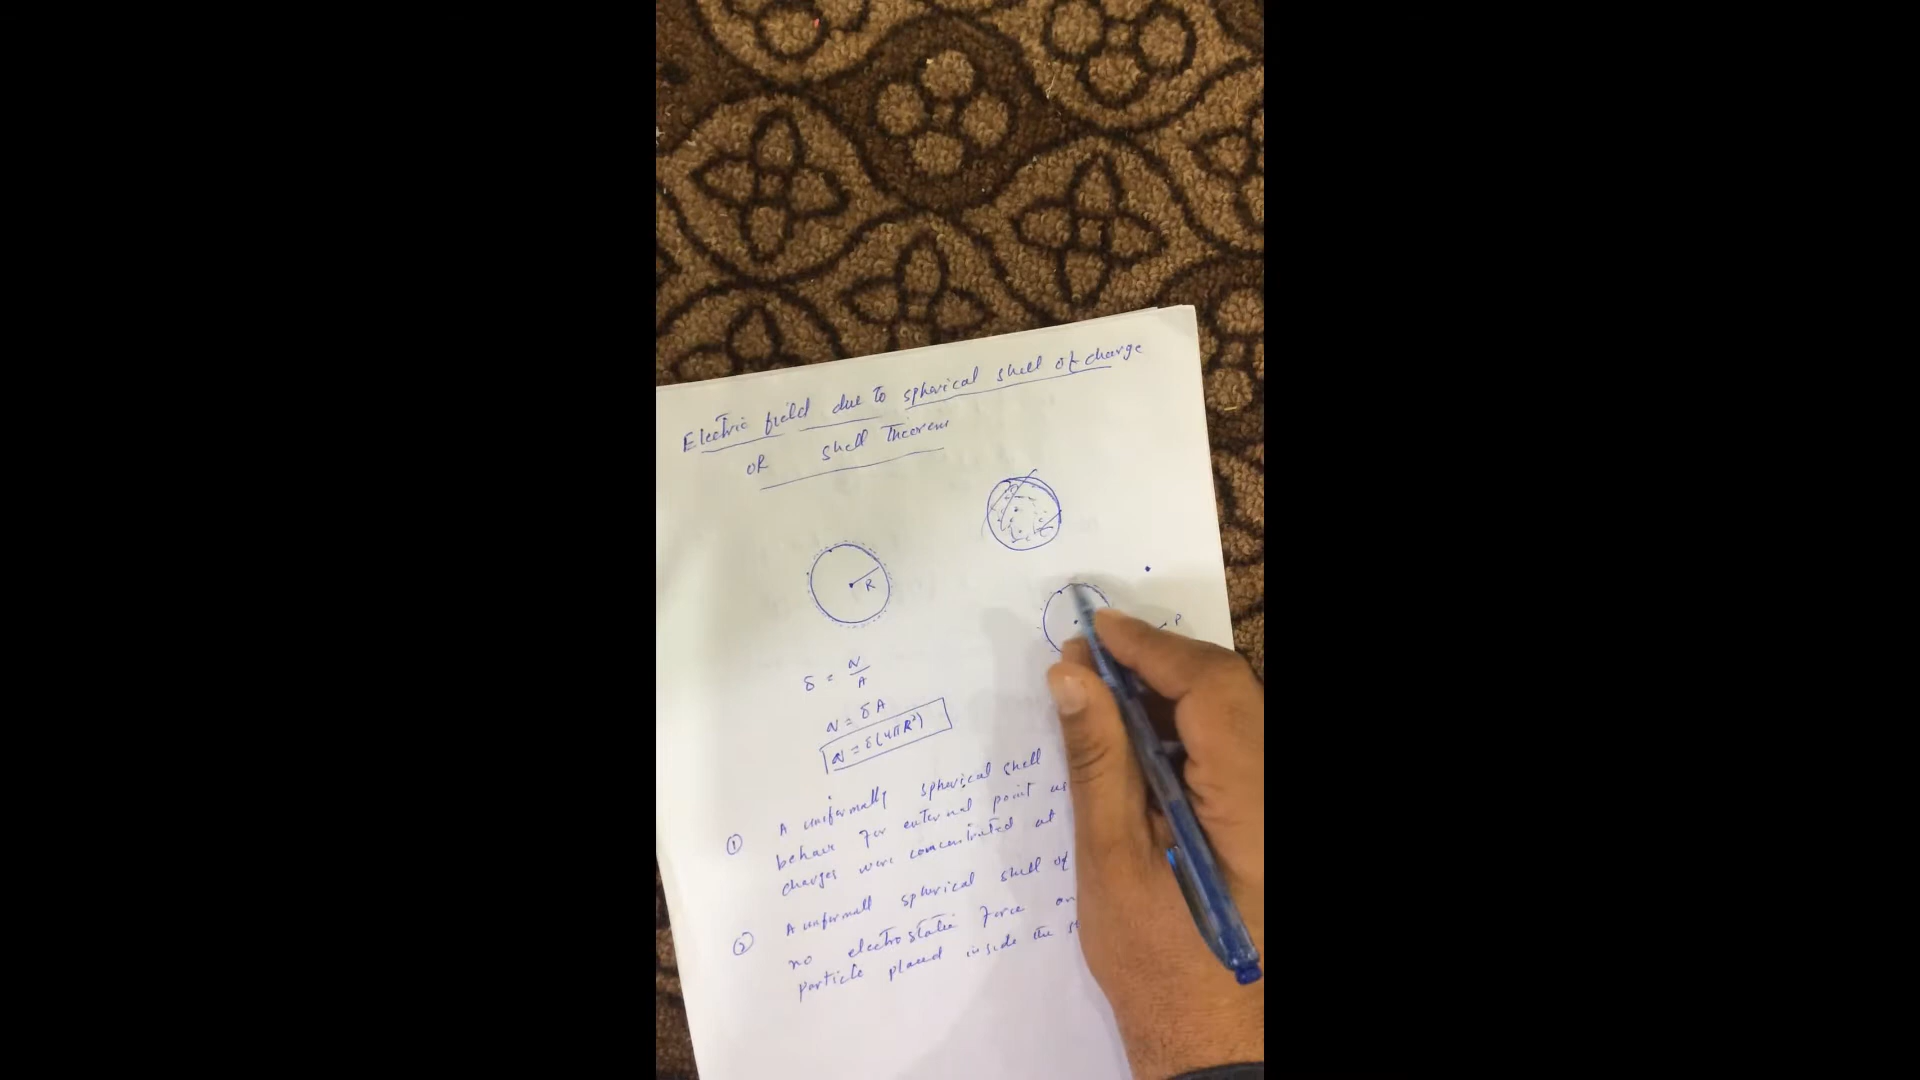 Electric field due to spherical shell of charge
OR shell Theorem
R
P
δ = q/A
q = δA
q = δ(4πR²)
① A uniformally spherical shell
behave for external point as
charges were concentrated at
② A unformall spherical shell of
no electrostatic force on
particle placed inside the